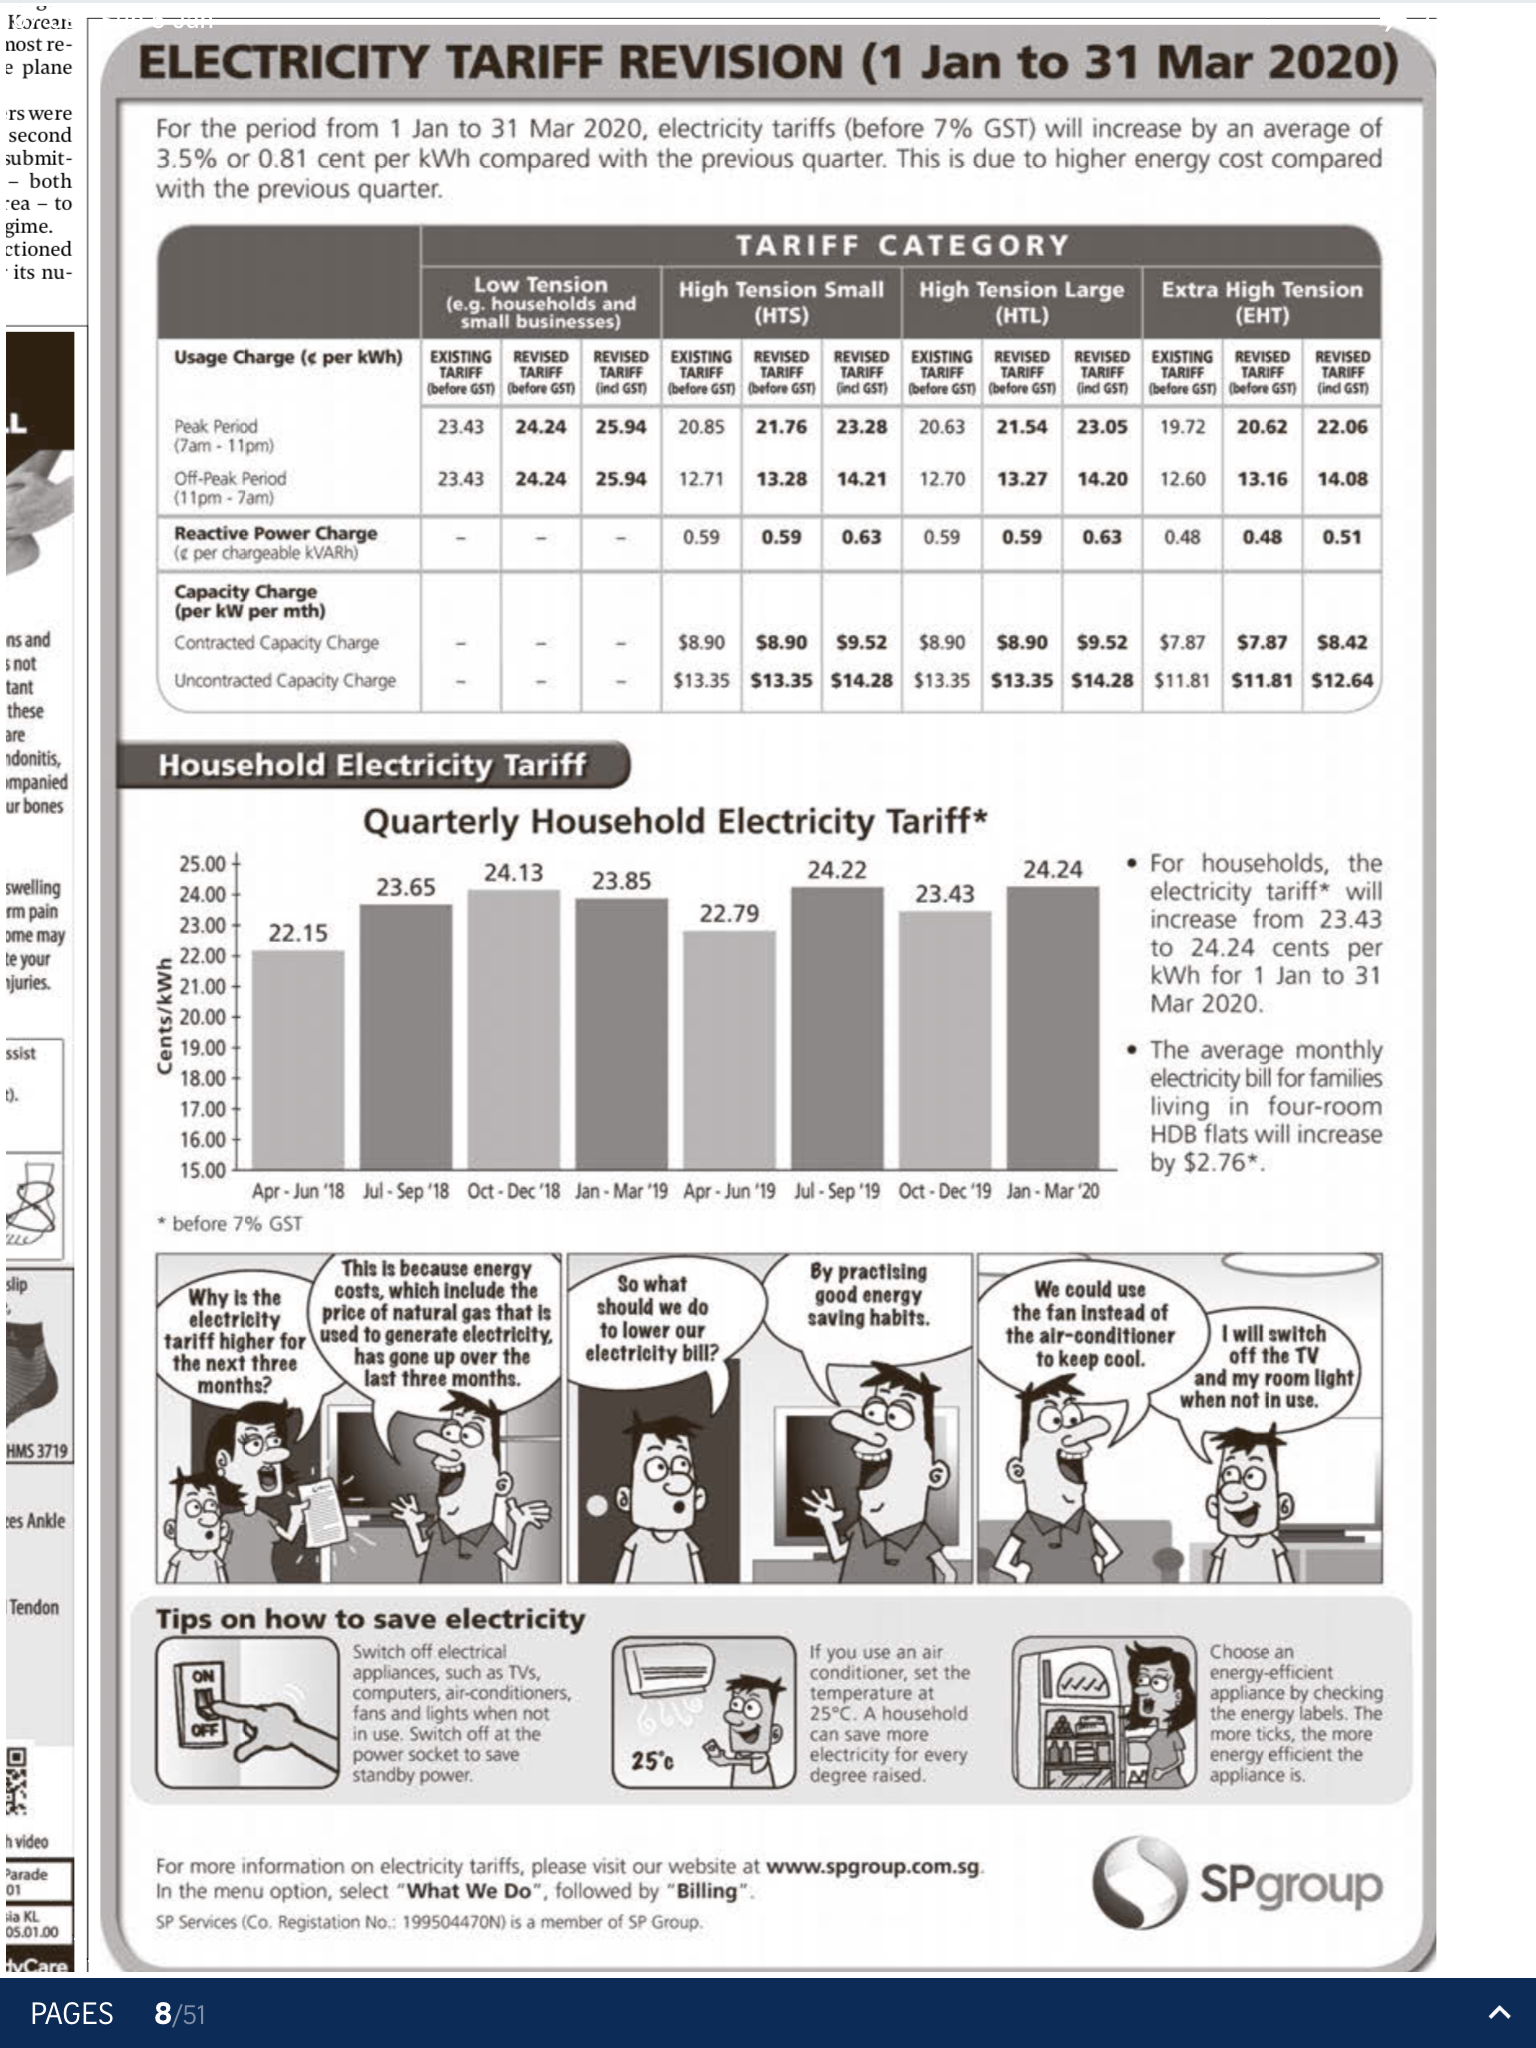 Korean
most re-
e plane
ers were
second
submit-
– both
rea – to
gime.
ctioned
its nu-
LL
ns and
s not
tant
these
are
ndonitis,
ompanied
ur bones
swelling
rm pain
ome may
te your
njuries.
ssist
slip
HMS 3719
zes Ankle
Tendon
h video
Parade
01
sia KL
05.01.00
dyCare
ELECTRICITY TARIFF REVISION (1 Jan to 31 Mar 2020)
For the period from 1 Jan to 31 Mar 2020, electricity tariffs (before 7% GST) will increase by an average of
3.5% or 0.81 cent per kWh compared with the previous quarter. This is due to higher energy cost compared
with the previous quarter.
TARIFF CATEGORY
Low Tension
(e.g. households and
small businesses)
High Tension Small
(HTS)
High Tension Large
(HTL)
Extra High Tension
(EHT)
Usage Charge (¢ per kWh)
EXISTING TARIFF (before GST) REVISED TARIFF (before GST) REVISED TARIFF (incl GST) EXISTING TARIFF (before GST) REVISED TARIFF (before GST) REVISED TARIFF (incl GST) EXISTING TARIFF (before GST) REVISED TARIFF (before GST) REVISED TARIFF (incl GST) EXISTING TARIFF (before GST) REVISED TARIFF (before GST) REVISED TARIFF (incl GST)
Peak Period
(7am - 11pm)
23.43 24.24 25.94 20.85 21.76 23.28 20.63 21.54 23.05 19.72 20.62 22.06
Off-Peak Period
(11pm - 7am)
23.43 24.24 25.94 12.71 13.28 14.21 12.70 13.27 14.20 12.60 13.16 14.08
Reactive Power Charge
(¢ per chargeable kVARh)
– – – 0.59 0.59 0.63 0.59 0.59 0.63 0.48 0.48 0.51
Capacity Charge
(per kW per mth)
Contracted Capacity Charge – – – $8.90 $8.90 $9.52 $8.90 $8.90 $9.52 $7.87 $7.87 $8.42
Uncontracted Capacity Charge – – – $13.35 $13.35 $14.28 $13.35 $13.35 $14.28 $11.81 $11.81 $12.64
Household Electricity Tariff
Quarterly Household Electricity Tariff*
Cents/kWh
25.00
24.00
23.00
22.00
21.00
20.00
19.00
18.00
17.00
16.00
15.00
22.15 23.65 24.13 23.85 22.79 24.22 23.43 24.24
Apr - Jun '18 Jul - Sep '18 Oct - Dec '18 Jan - Mar '19 Apr - Jun '19 Jul - Sep '19 Oct - Dec '19 Jan - Mar '20
* before 7% GST
• For households, the
electricity tariff* will
increase from 23.43
to 24.24 cents per
kWh for 1 Jan to 31
Mar 2020.
• The average monthly
electricity bill for families
living in four-room
HDB flats will increase
by $2.76*.
Why is the
electricity
tariff higher for
the next three
months?
This is because energy
costs, which include the
price of natural gas that is
used to generate electricity,
has gone up over the
last three months.
So what
should we do
to lower our
electricity bill?
By practising
good energy
saving habits.
We could use
the fan instead of
the air-conditioner
to keep cool.
I will switch
off the TV
and my room light
when not in use.
Tips on how to save electricity
ON
OFF
Switch off electrical
appliances, such as TVs,
computers, air-conditioners,
fans and lights when not
in use. Switch off at the
power socket to save
standby power.
25°c
If you use an air
conditioner, set the
temperature at
25°C. A household
can save more
electricity for every
degree raised.
Choose an
energy-efficient
appliance by checking
the energy labels. The
more ticks, the more
energy efficient the
appliance is.
For more information on electricity tariffs, please visit our website at www.spgroup.com.sg.
In the menu option, select "What We Do", followed by "Billing".
SP Services (Co. Registation No.: 199504470N) is a member of SP Group.
SPgroup
PAGES 8/51